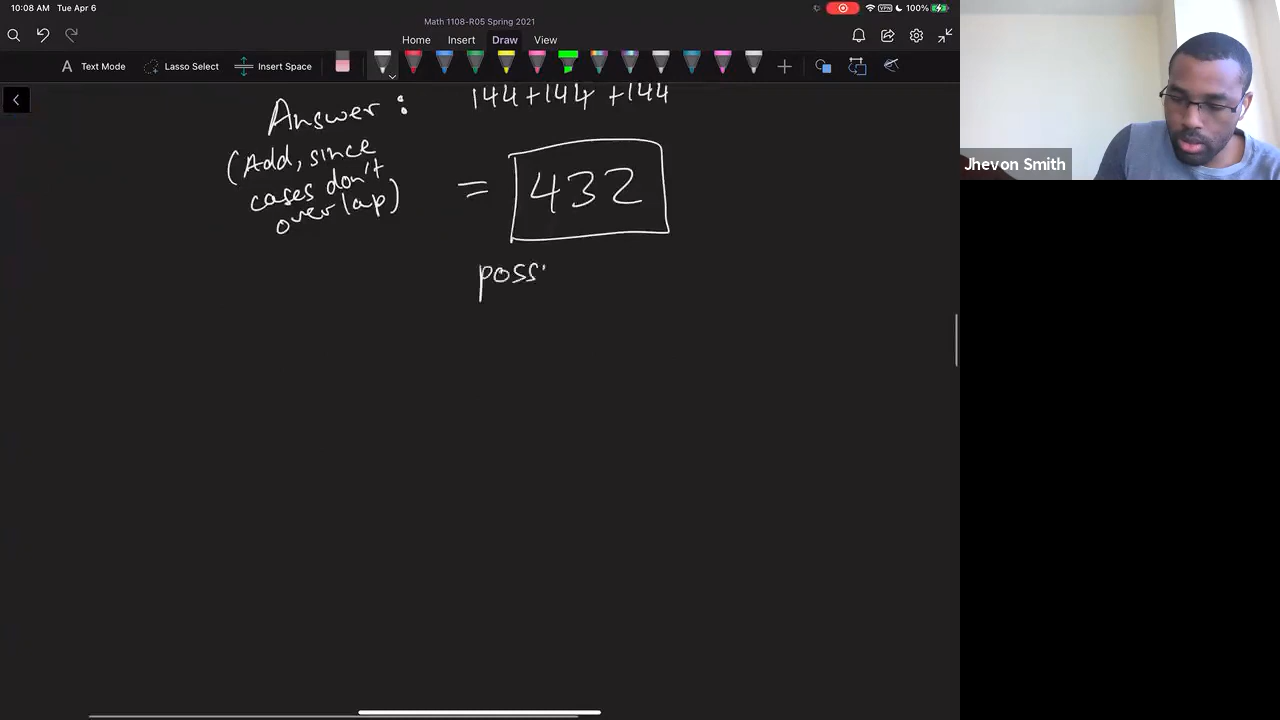 10:08 AM Tue Apr 6
100%
Math 1108-R05 Spring 2021
Home Insert Draw View
A Text Mode Lasso Select Insert Space
Answer : 144+144 +144
(Add, since
cases don't
overlap)
= 432
poss
Jhevon Smith
VPN